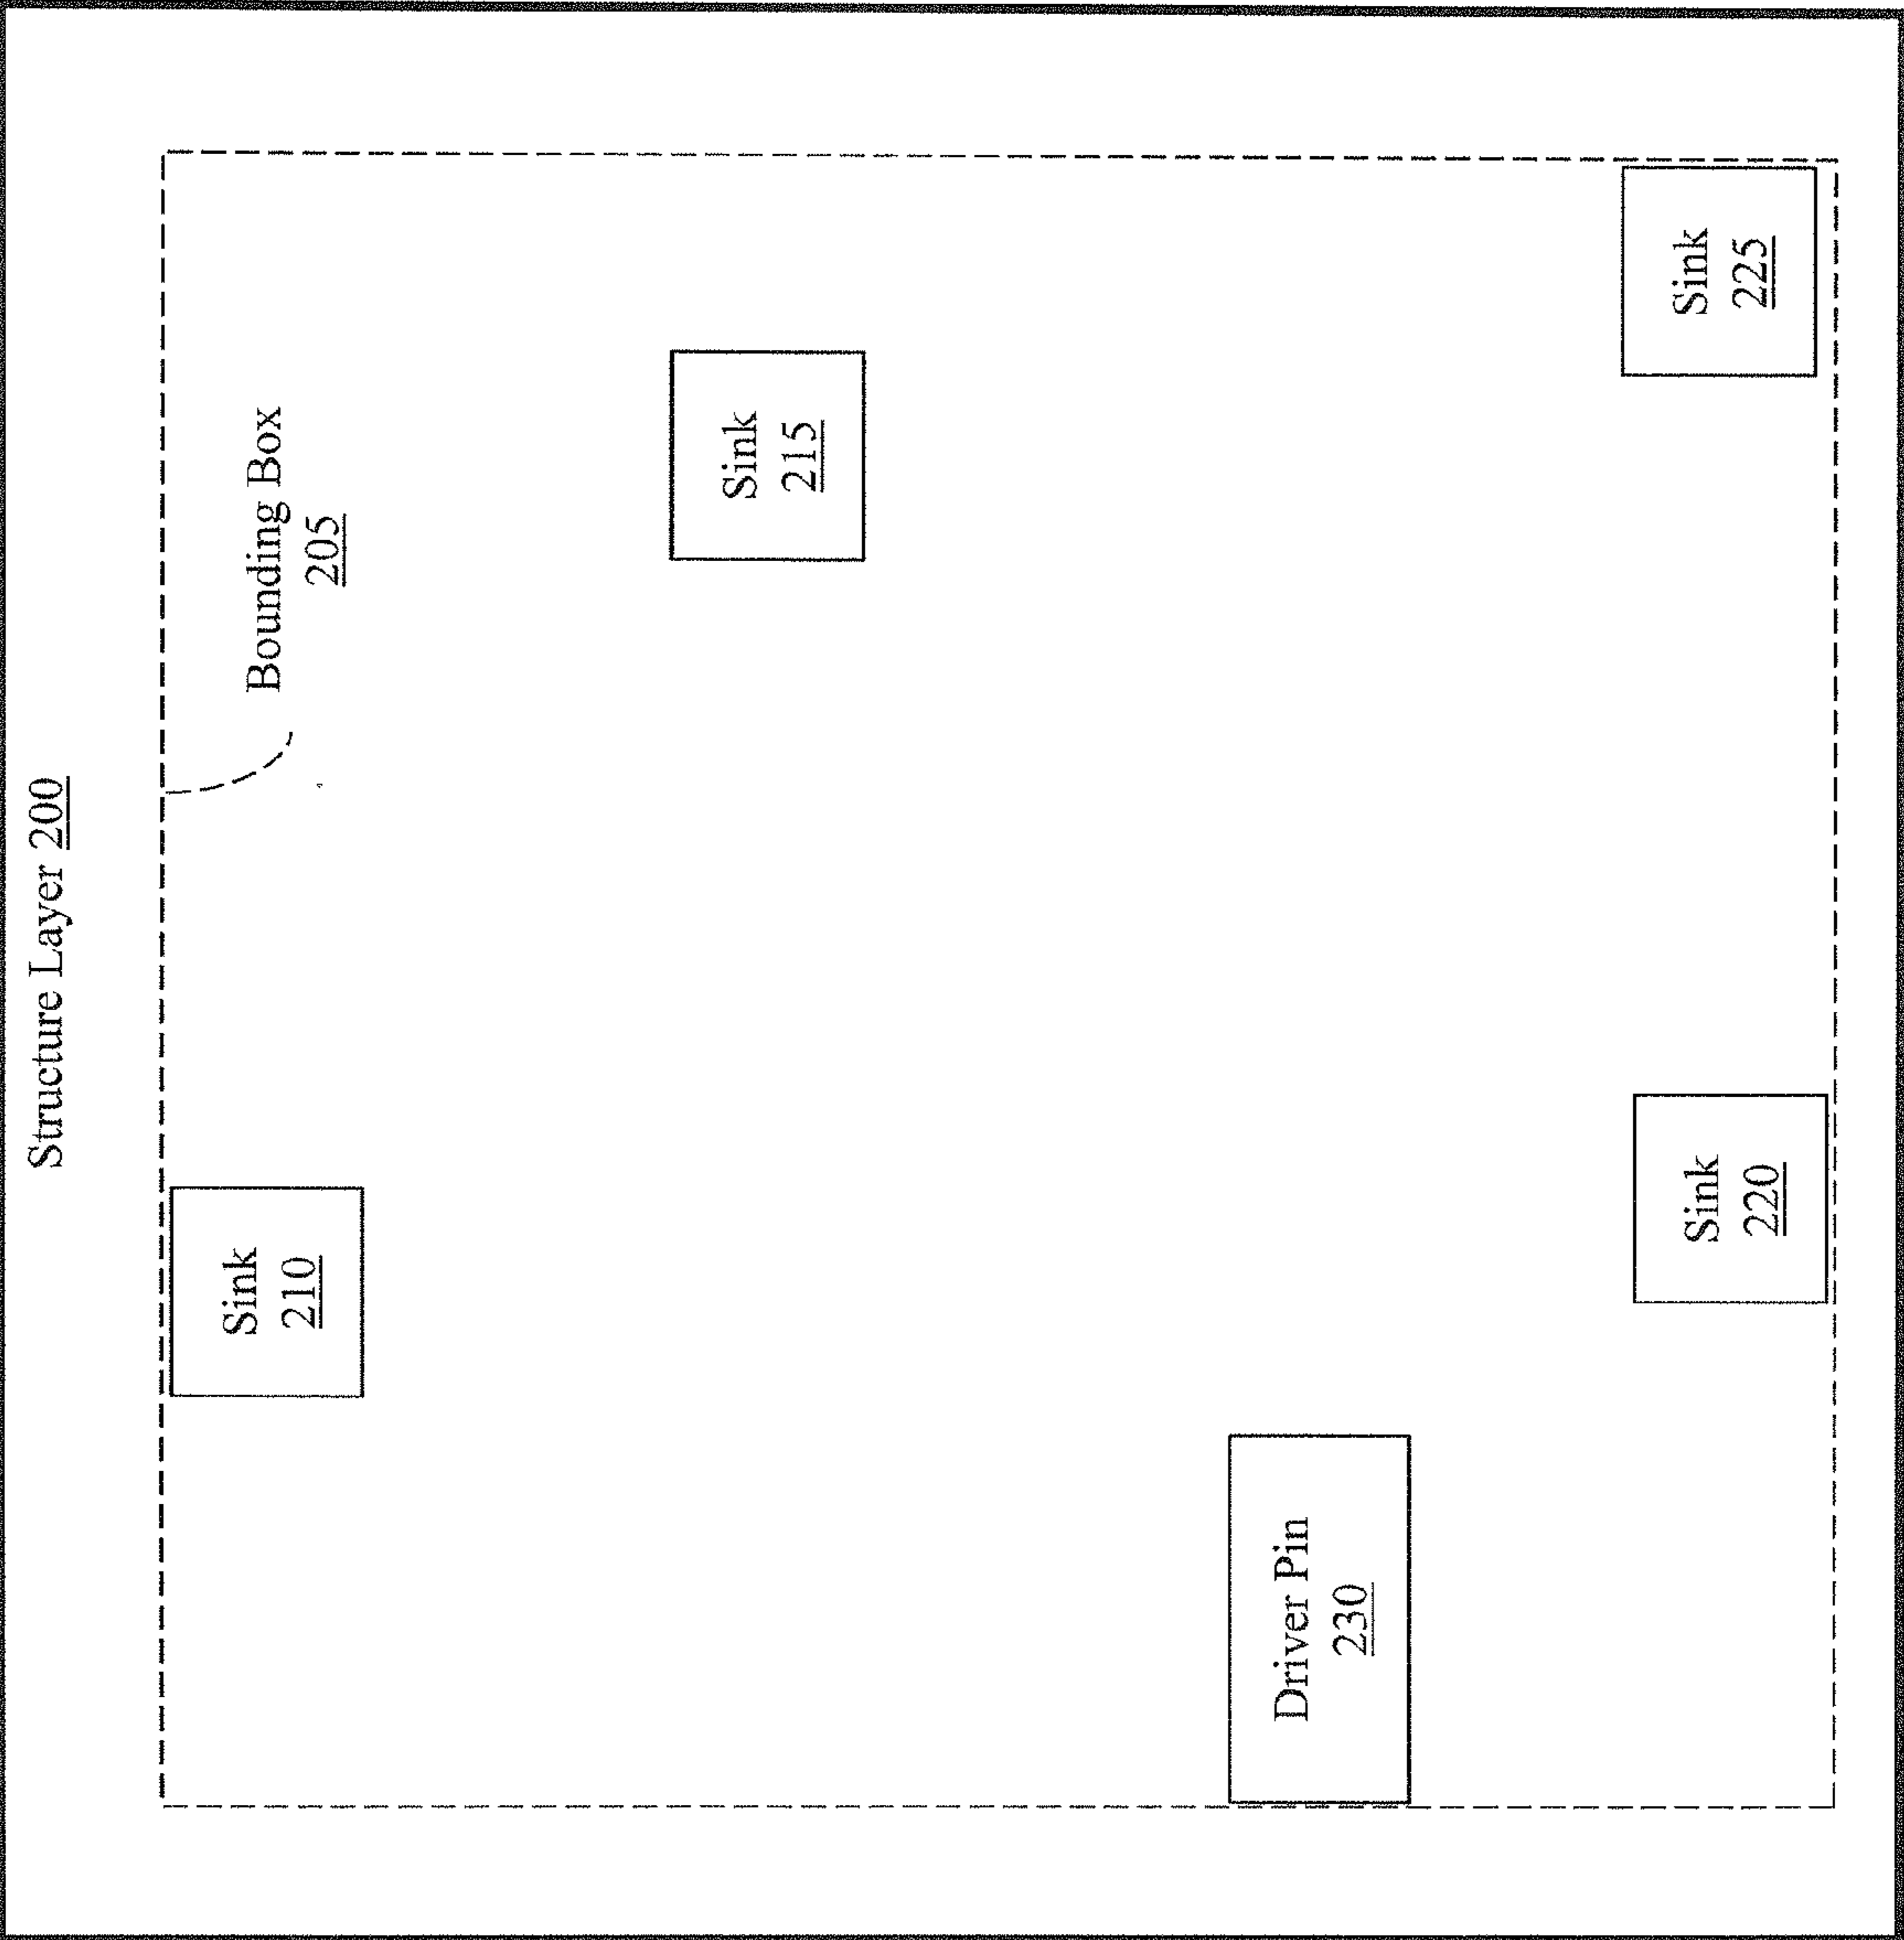 Structure Layer 200
Bounding Box
205
Sink
210
Sink
215
Driver Pin
230
Sink
220
Sink
225